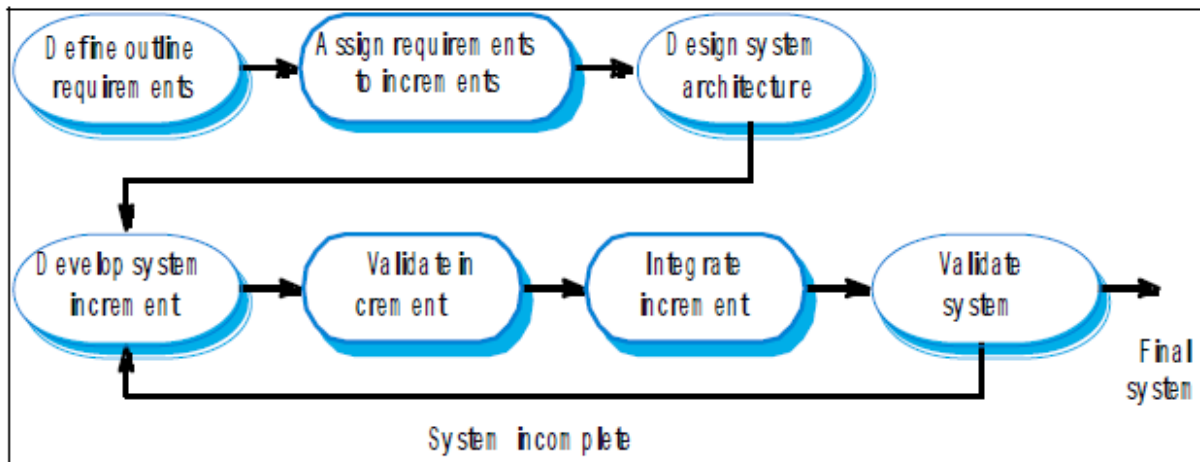 Define outline
requirements
Assign requirements
to increments
Design system
architecture
Develop system
increment
Validate in
crement
Integrate
increment
Validate
system
Final
system
System incomplete